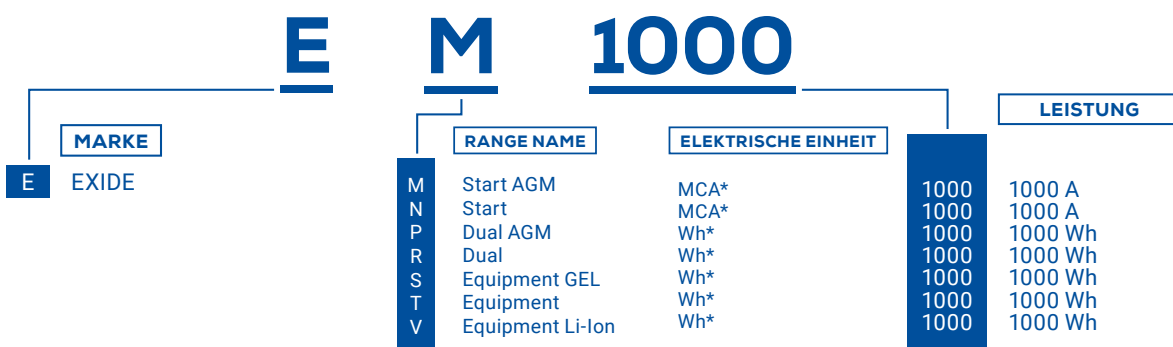 E M 1000
MARKE
E EXIDE
RANGE NAME ELEKTRISCHE EINHEIT LEISTUNG
M Start AGM MCA* 1000 1000 A
N Start MCA* 1000 1000 A
P Dual AGM Wh* 1000 1000 Wh
R Dual Wh* 1000 1000 Wh
S Equipment GEL Wh* 1000 1000 Wh
T Equipment Wh* 1000 1000 Wh
V Equipment Li-Ion Wh* 1000 1000 Wh